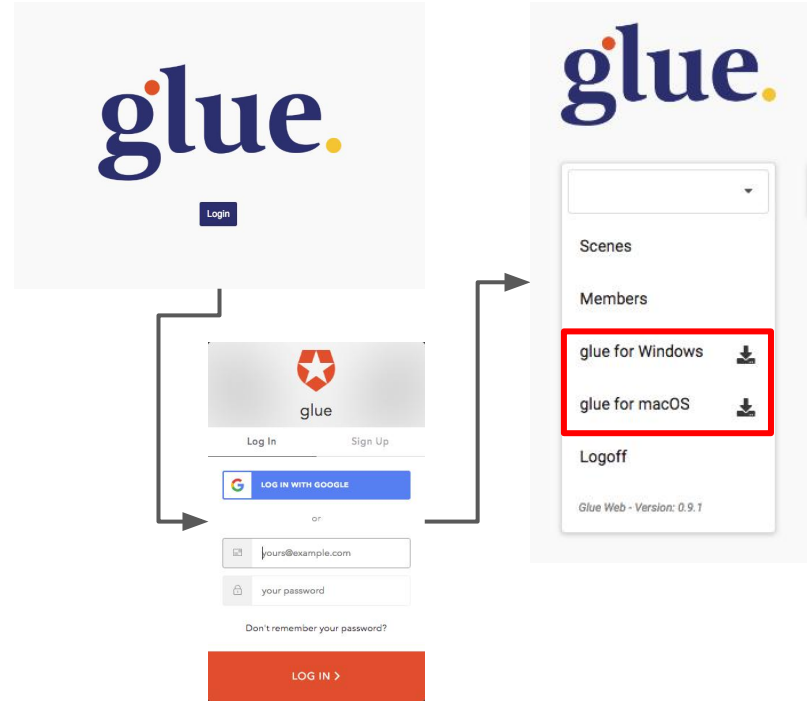 glue.
Login
glue
Log In
Sign Up
LOG IN WITH GOOGLE
or
yours@example.com
your password
Don't remember your password?
LOG IN >
glue.
Scenes
Members
glue for Windows
glue for macOS
Logoff
Glue Web - Version: 0.9.1